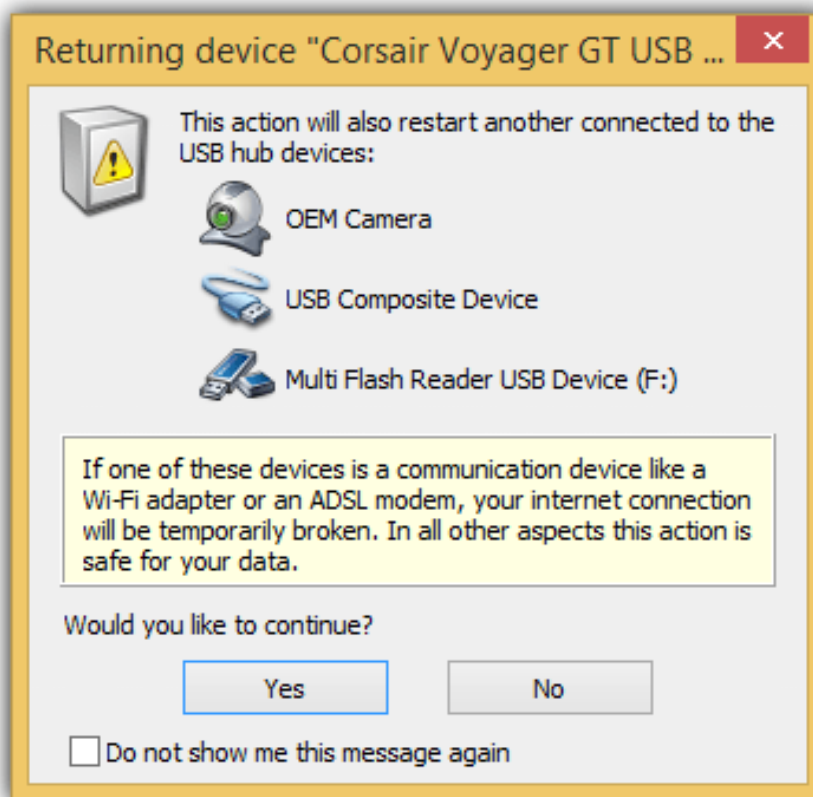 Returning device "Corsair Voyager GT USB ...
This action will also restart another connected to the
USB hub devices:
OEM Camera
USB Composite Device
Multi Flash Reader USB Device (F:)
If one of these devices is a communication device like a
Wi-Fi adapter or an ADSL modem, your internet connection
will be temporarily broken. In all other aspects this action is
safe for your data.
Would you like to continue?
Yes
No
Do not show me this message again